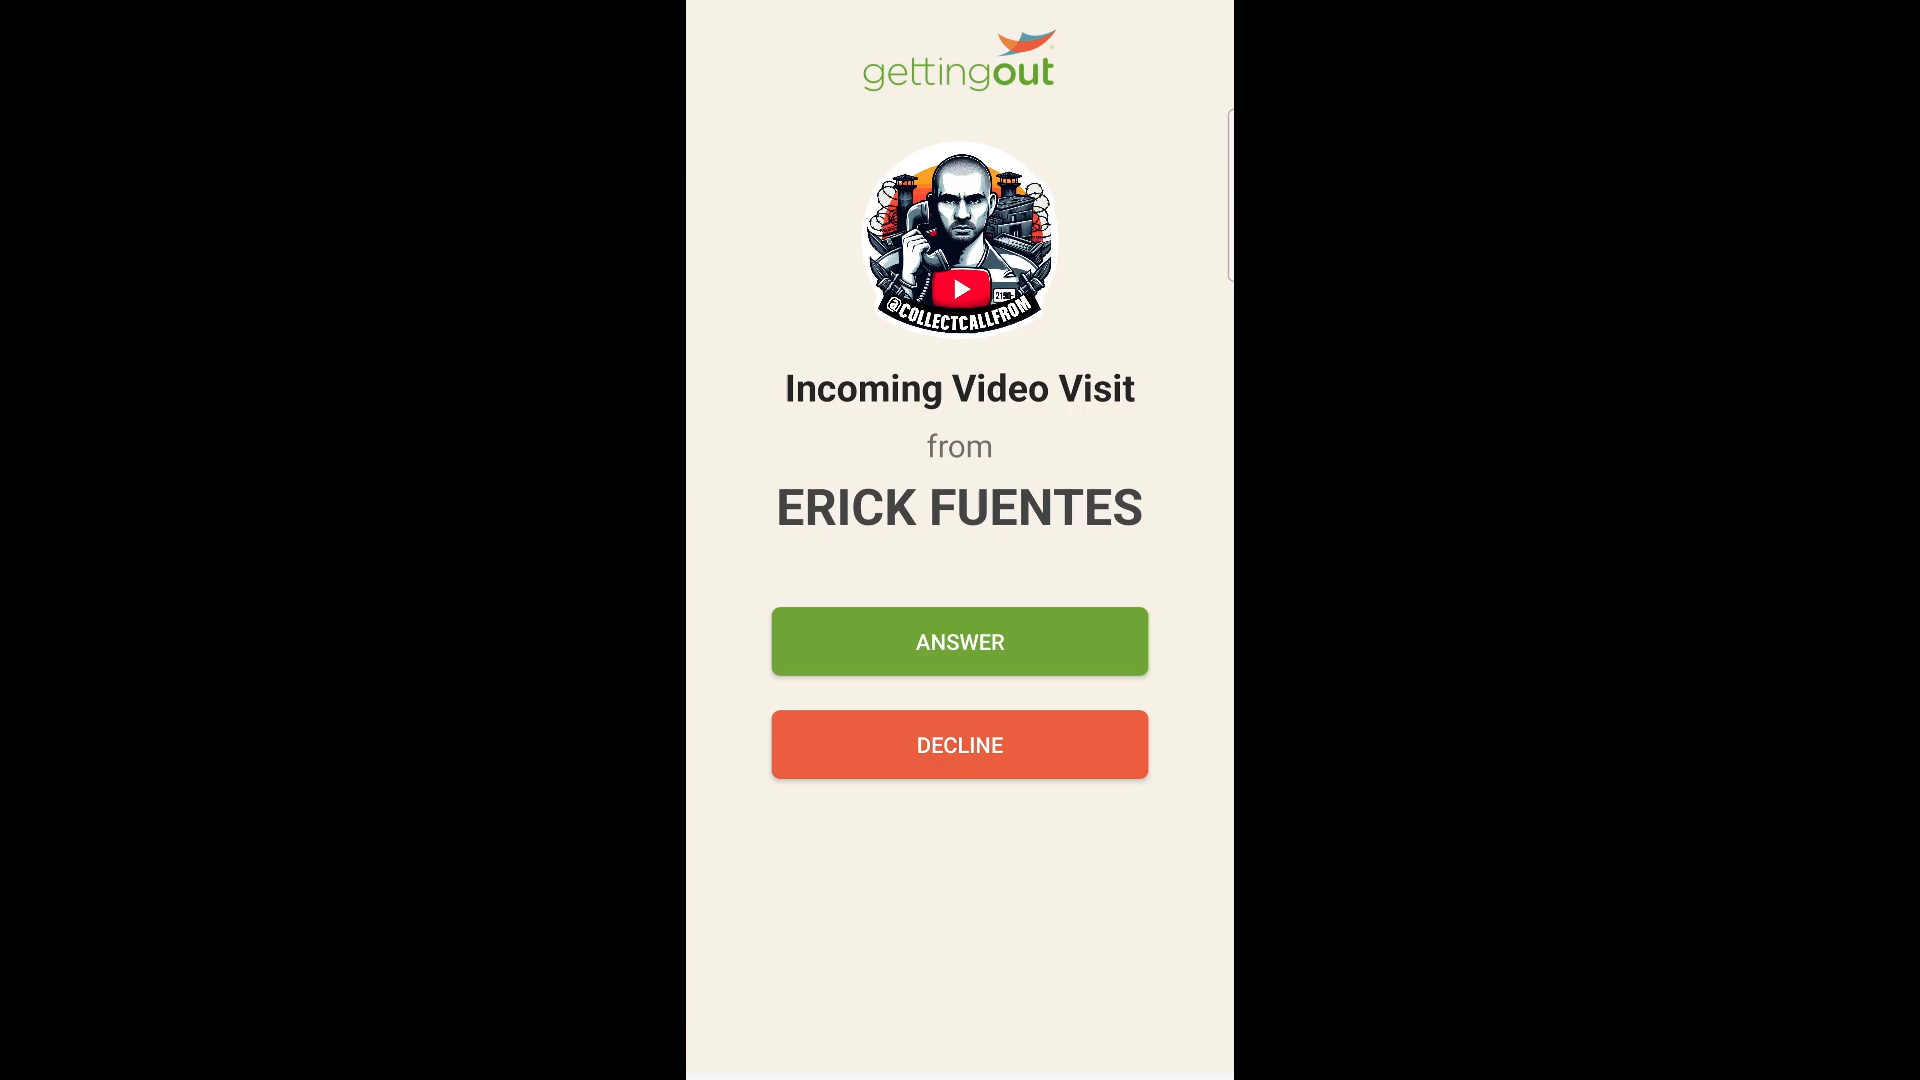 gettingout
@COLLECTCALLFROM
Incoming Video Visit
from
ERICK FUENTES
ANSWER
DECLINE